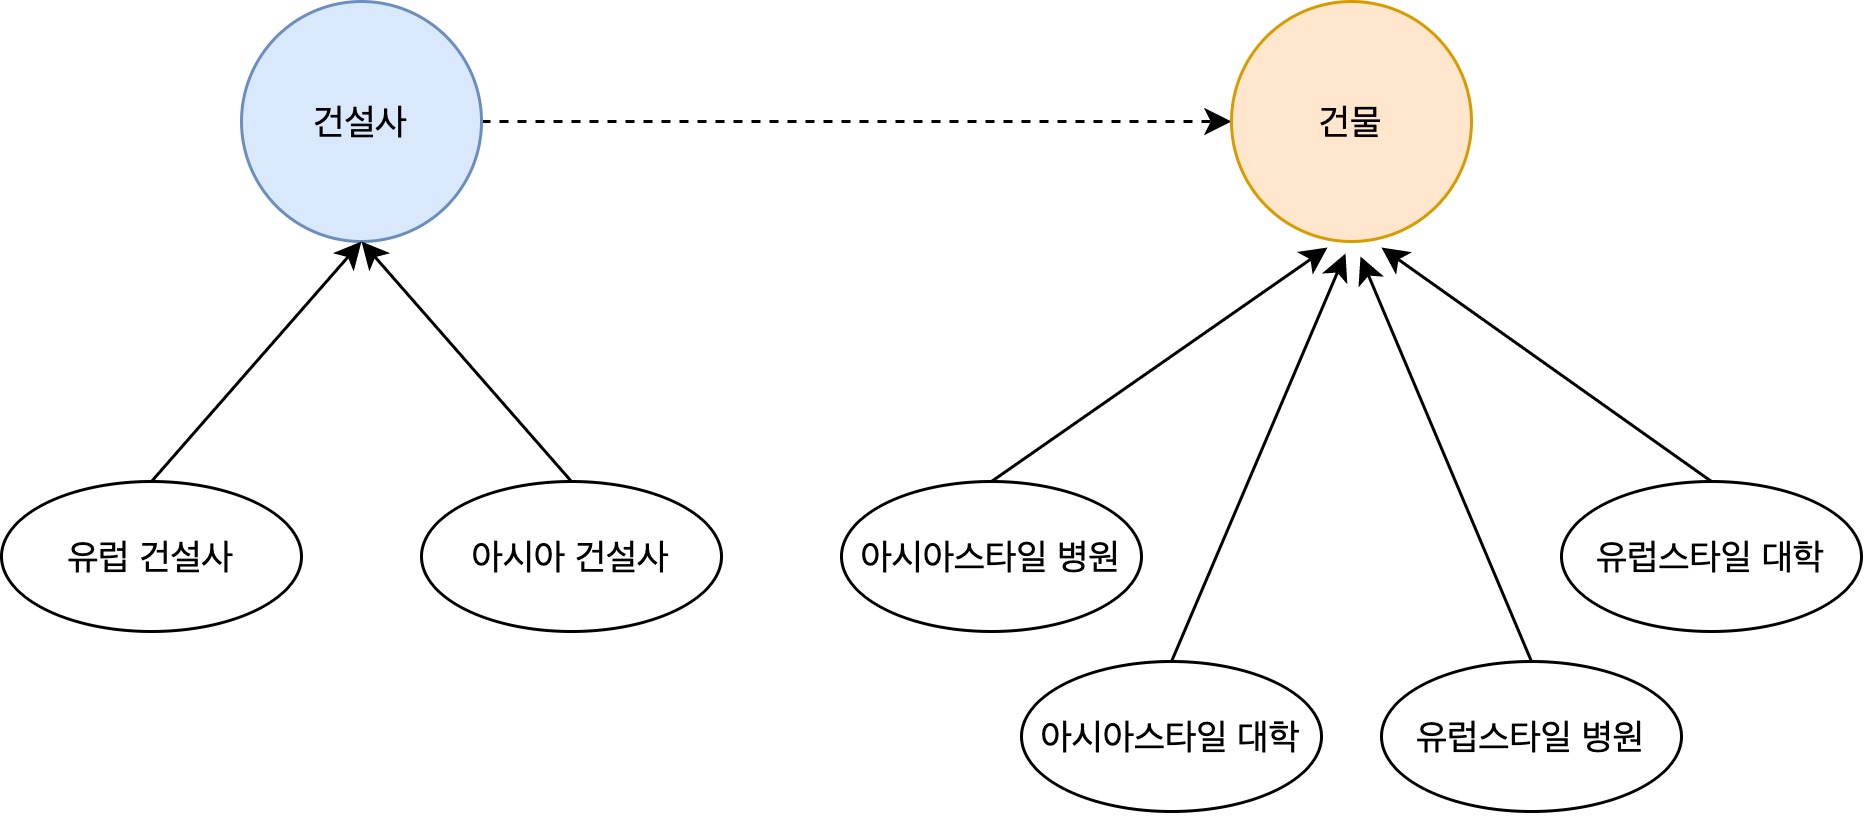 건설사
건물
유럽 건설사
아시아 건설사
아시아스타일 병원
유럽스타일 대학
아시아스타일 대학
유럽스타일 병원